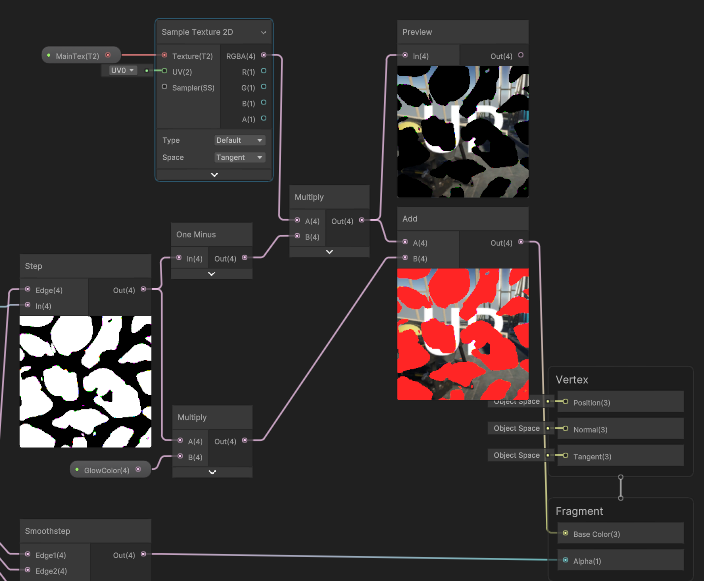 Sample Texture 2D
MainTex(T2)
Texture(T2)
RGBA(4)
UV0
UV(2)
R(1)
Sampler(SS)
G(1)
B(1)
A(1)
Type
Default
Space
Tangent
Preview
In(4)
Out(4)
Multiply
A(4)
Out(4)
B(4)
Add
A(4)
Out(4)
B(4)
One Minus
In(4)
Out(4)
Step
Edge(4)
Out(4)
In(4)
Multiply
A(4)
Out(4)
B(4)
GlowColor(4)
Vertex
Object Space
Position(3)
Object Space
Normal(3)
Object Space
Tangent(3)
Fragment
Base Color(3)
Alpha(1)
Smoothstep
Edge1(4)
Out(4)
Edge2(4)